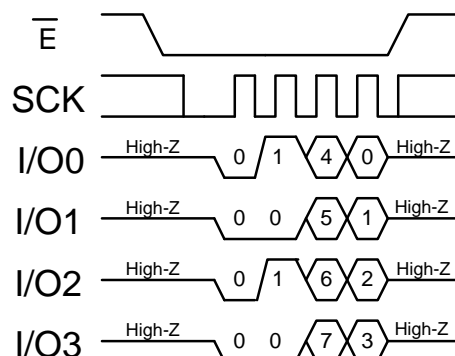 E
SCK
I/O0 High-Z 0 1 4 0 High-Z
I/O1 High-Z 0 0 5 1 High-Z
I/O2 High-Z 0 1 6 2 High-Z
I/O3 High-Z 0 0 7 3 High-Z